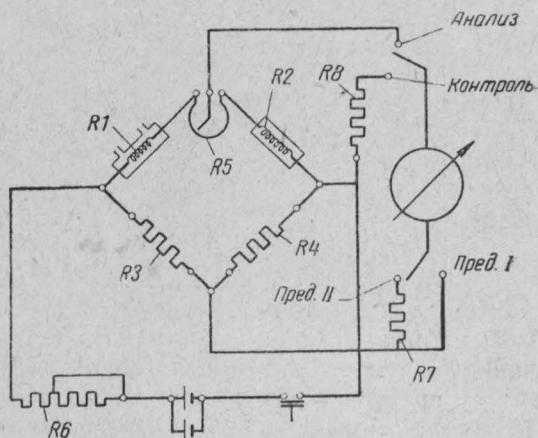 Анализ
R8
Контроль
R2
R1
R5
R4
R3
Пред. I
Пред. II
R7
R6